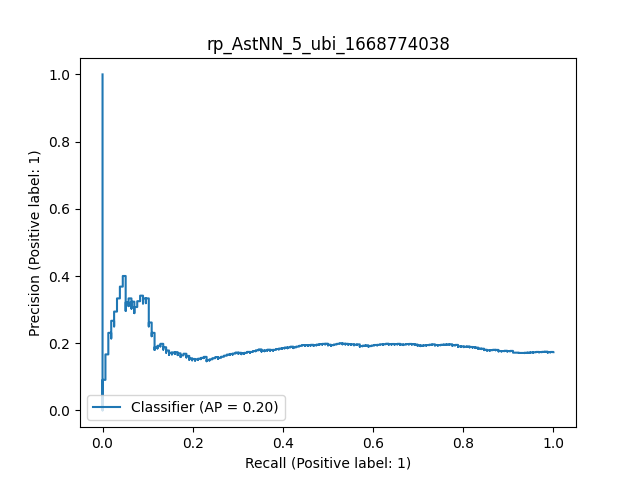 rp_AstNN_5_ubi_1668774038
1.0
0.8
0.6
0.4
0.2
0.0
Precision (Positive label: 1)
Classifier (AP = 0.20)
0.0 0.2 0.4 0.6 0.8 1.0
Recall (Positive label: 1)